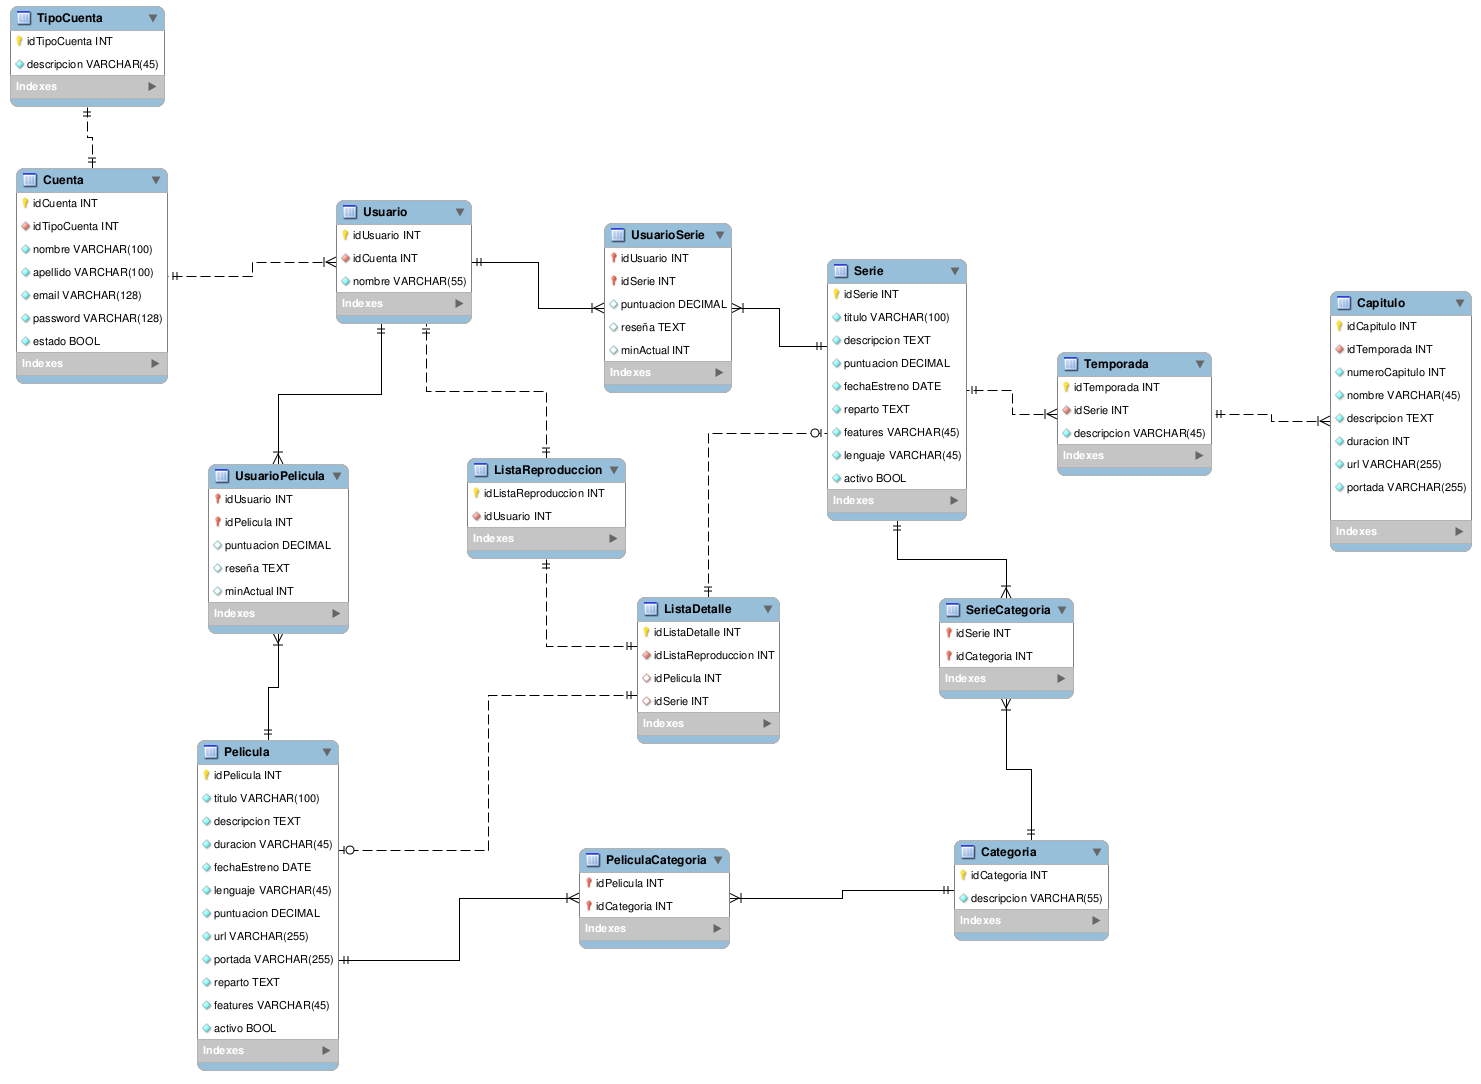 TipoCuenta
idTipoCuenta INT
descripcion VARCHAR(45)
Indexes
Cuenta
idCuenta INT
idTipoCuenta INT
nombre VARCHAR(100)
apellido VARCHAR(100)
email VARCHAR(128)
password VARCHAR(128)
estado BOOL
Indexes
Usuario
idUsuario INT
idCuenta INT
nombre VARCHAR(55)
Indexes
UsuarioSerie
idUsuario INT
idSerie INT
puntuacion DECIMAL
reseña TEXT
minActual INT
Indexes
Serie
idSerie INT
titulo VARCHAR(100)
descripcion TEXT
puntuacion DECIMAL
fechaEstreno DATE
reparto TEXT
features VARCHAR(45)
lenguaje VARCHAR(45)
activo BOOL
Indexes
Temporada
idTemporada INT
idSerie INT
descripcion VARCHAR(45)
Indexes
Capitulo
idCapitulo INT
idTemporada INT
numeroCapitulo INT
nombre VARCHAR(45)
descripcion TEXT
duracion INT
url VARCHAR(255)
portada VARCHAR(255)
Indexes
UsuarioPelicula
idUsuario INT
idPelicula INT
puntuacion DECIMAL
reseña TEXT
minActual INT
Indexes
ListaReproduccion
idListaReproduccion INT
idUsuario INT
Indexes
ListaDetalle
idListaDetalle INT
idListaReproduccion INT
idPelicula INT
idSerie INT
Indexes
SerieCategoria
idSerie INT
idCategoria INT
Indexes
Pelicula
idPelicula INT
titulo VARCHAR(100)
descripcion TEXT
duracion VARCHAR(45)
fechaEstreno DATE
lenguaje VARCHAR(45)
puntuacion DECIMAL
url VARCHAR(255)
portada VARCHAR(255)
reparto TEXT
features VARCHAR(45)
activo BOOL
Indexes
PeliculaCategoria
idPelicula INT
idCategoria INT
Indexes
Categoria
idCategoria INT
descripcion VARCHAR(55)
Indexes